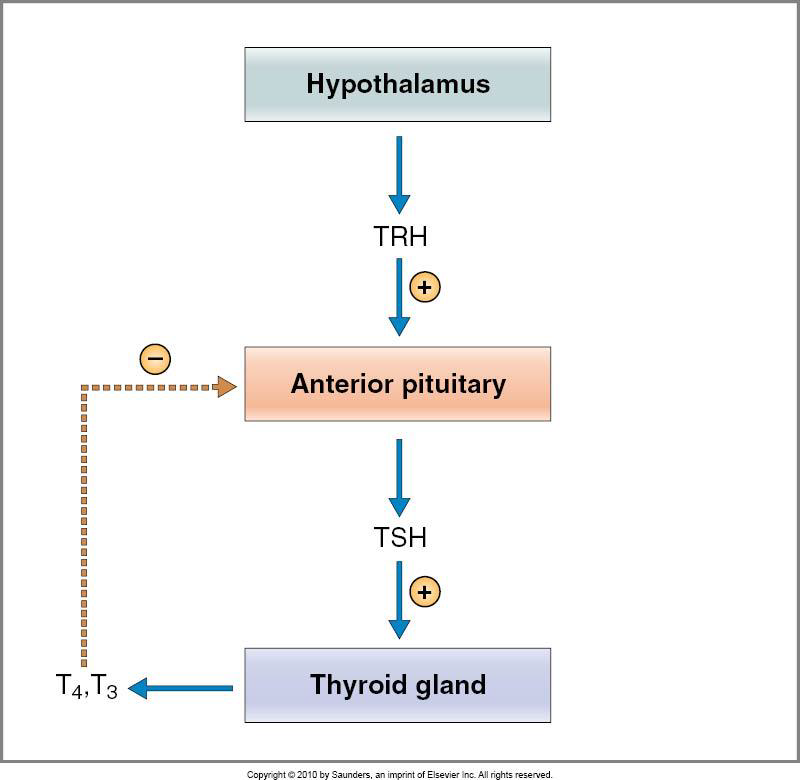 Hypothalamus
TRH
+
−
Anterior pituitary
TSH
+
T₄,T₃
Thyroid gland
Copyright © 2010 by Saunders, an imprint of Elsevier Inc. All rights reserved.